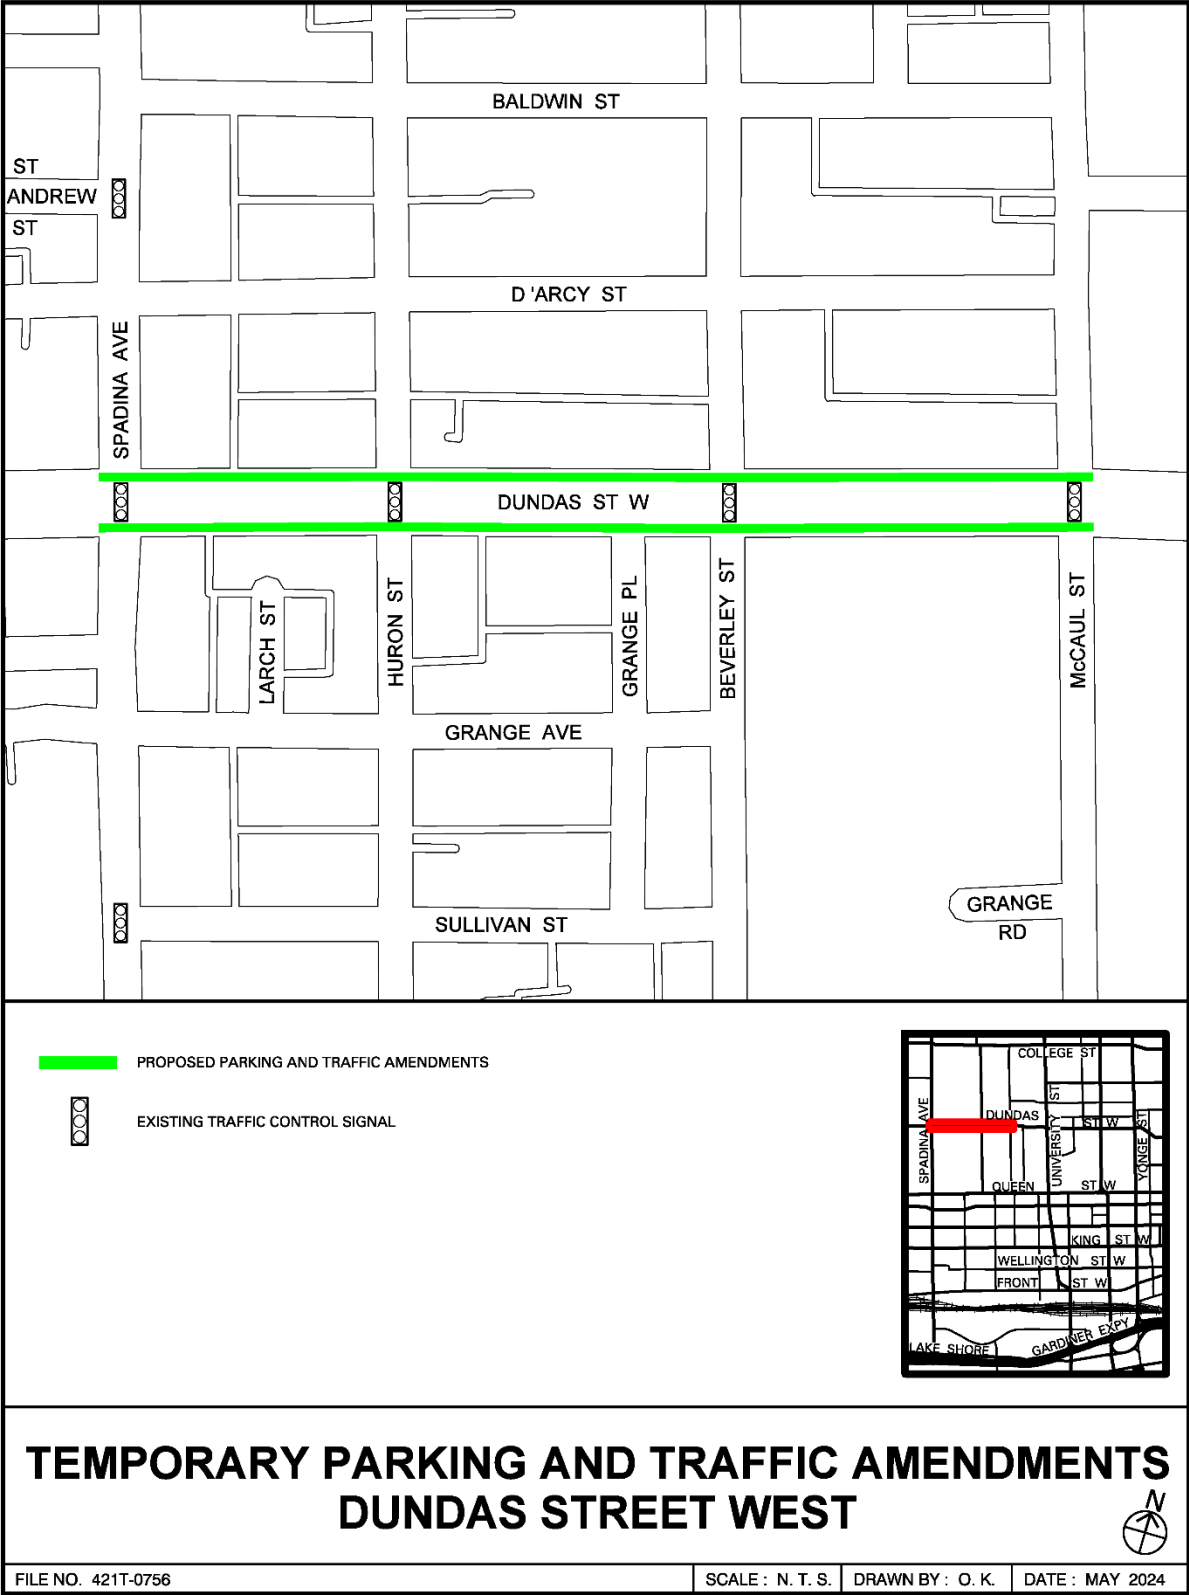 BALDWIN ST
ST
ANDREW
ST
D'ARCY ST
SPADINA AVE
DUNDAS ST W
LARCH ST
HURON ST
GRANGE PL
BEVERLEY ST
McCAUL ST
GRANGE AVE
GRANGE
RD
SULLIVAN ST
PROPOSED PARKING AND TRAFFIC AMENDMENTS
EXISTING TRAFFIC CONTROL SIGNAL
COLLEGE ST
SPADINA AVE
DUNDAS ST W
UNIVERSITY ST
YONGE ST
QUEEN ST W
KING ST W
WELLINGTON ST W
FRONT ST W
GARDINER EXPY
LAKE SHORE
TEMPORARY PARKING AND TRAFFIC AMENDMENTS
DUNDAS STREET WEST
N
FILE NO. 421T-0756
SCALE : N. T. S.
DRAWN BY : O. K.
DATE : MAY 2024